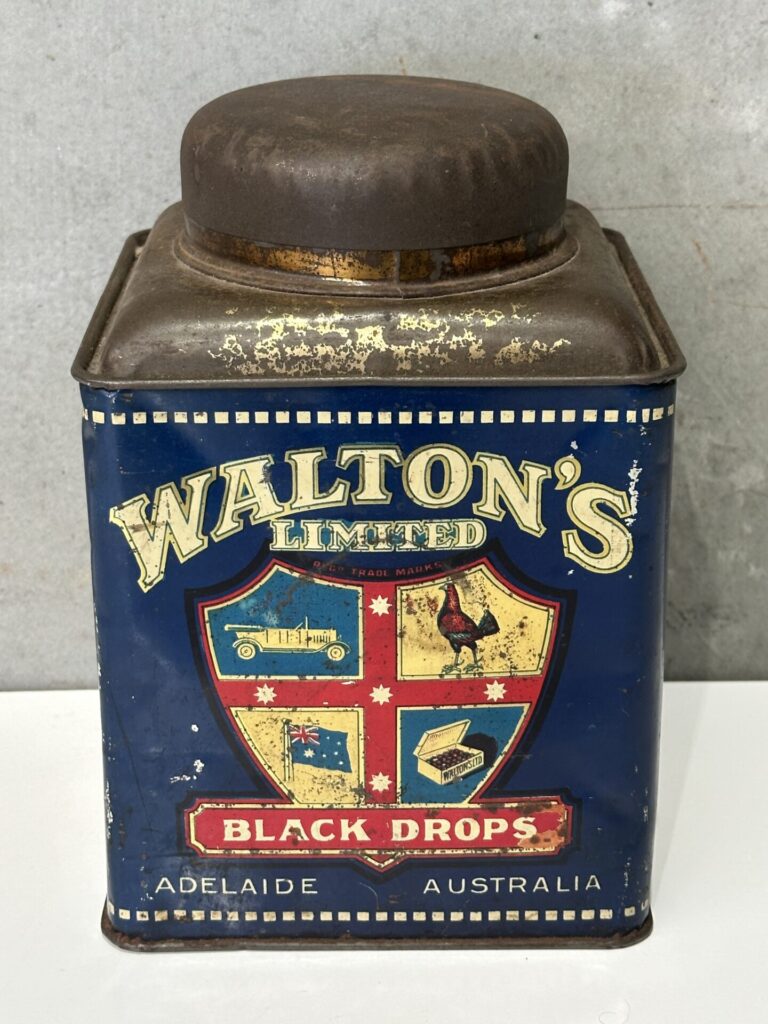 WALTON'S
LIMITED
REGD TRADE MARKS
WALTONS LTD
BLACK DROPS
ADELAIDE AUSTRALIA